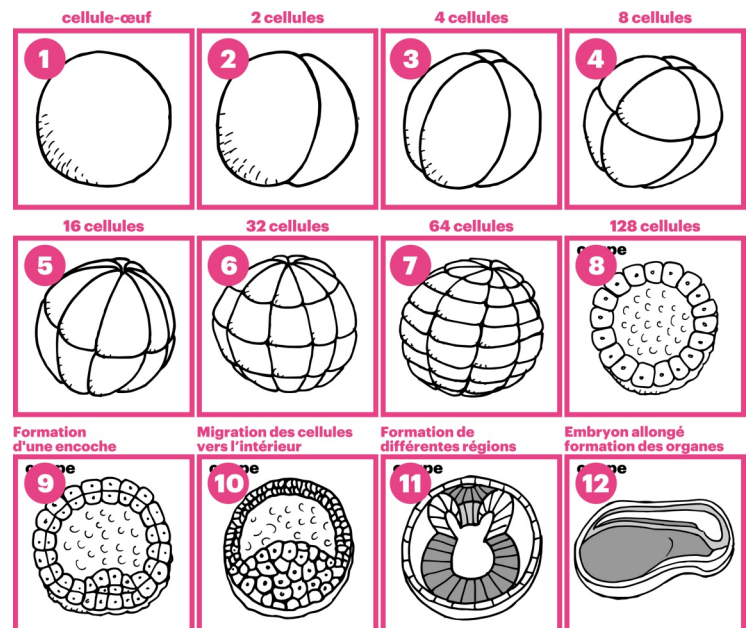 cellule-œuf
2 cellules
4 cellules
8 cellules
1
2
3
4
16 cellules
32 cellules
64 cellules
128 cellules
5
6
7
8
Formation
d'une encoche
Migration des cellules
vers l'intérieur
Formation de
différentes régions
Embryon allongé
formation des organes
9
10
11
12